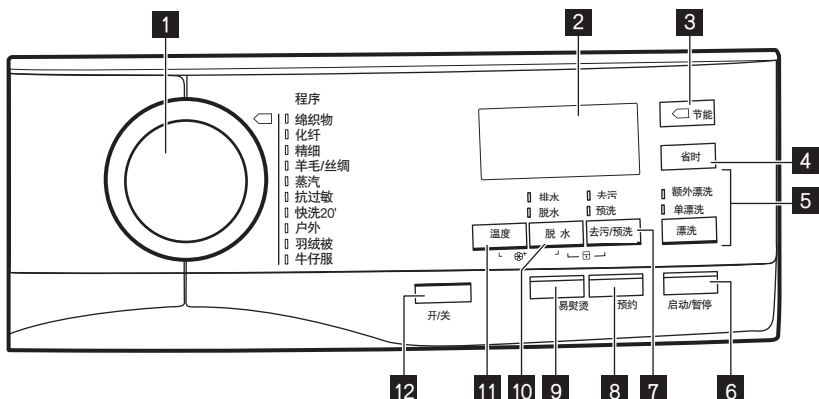 1
2
3
4
5
6
7
8
9
10
11
12
程序
绵织物
化纤
精细
羊毛/丝绸
蒸汽
抗过敏
快洗20'
户外
羽绒被
牛仔服
节能
省时
额外漂洗
单漂洗
漂洗
排水
脱水
去污
预洗
温度
脱 水
去污/预洗
开/关
易熨烫
预约
启动/暂停